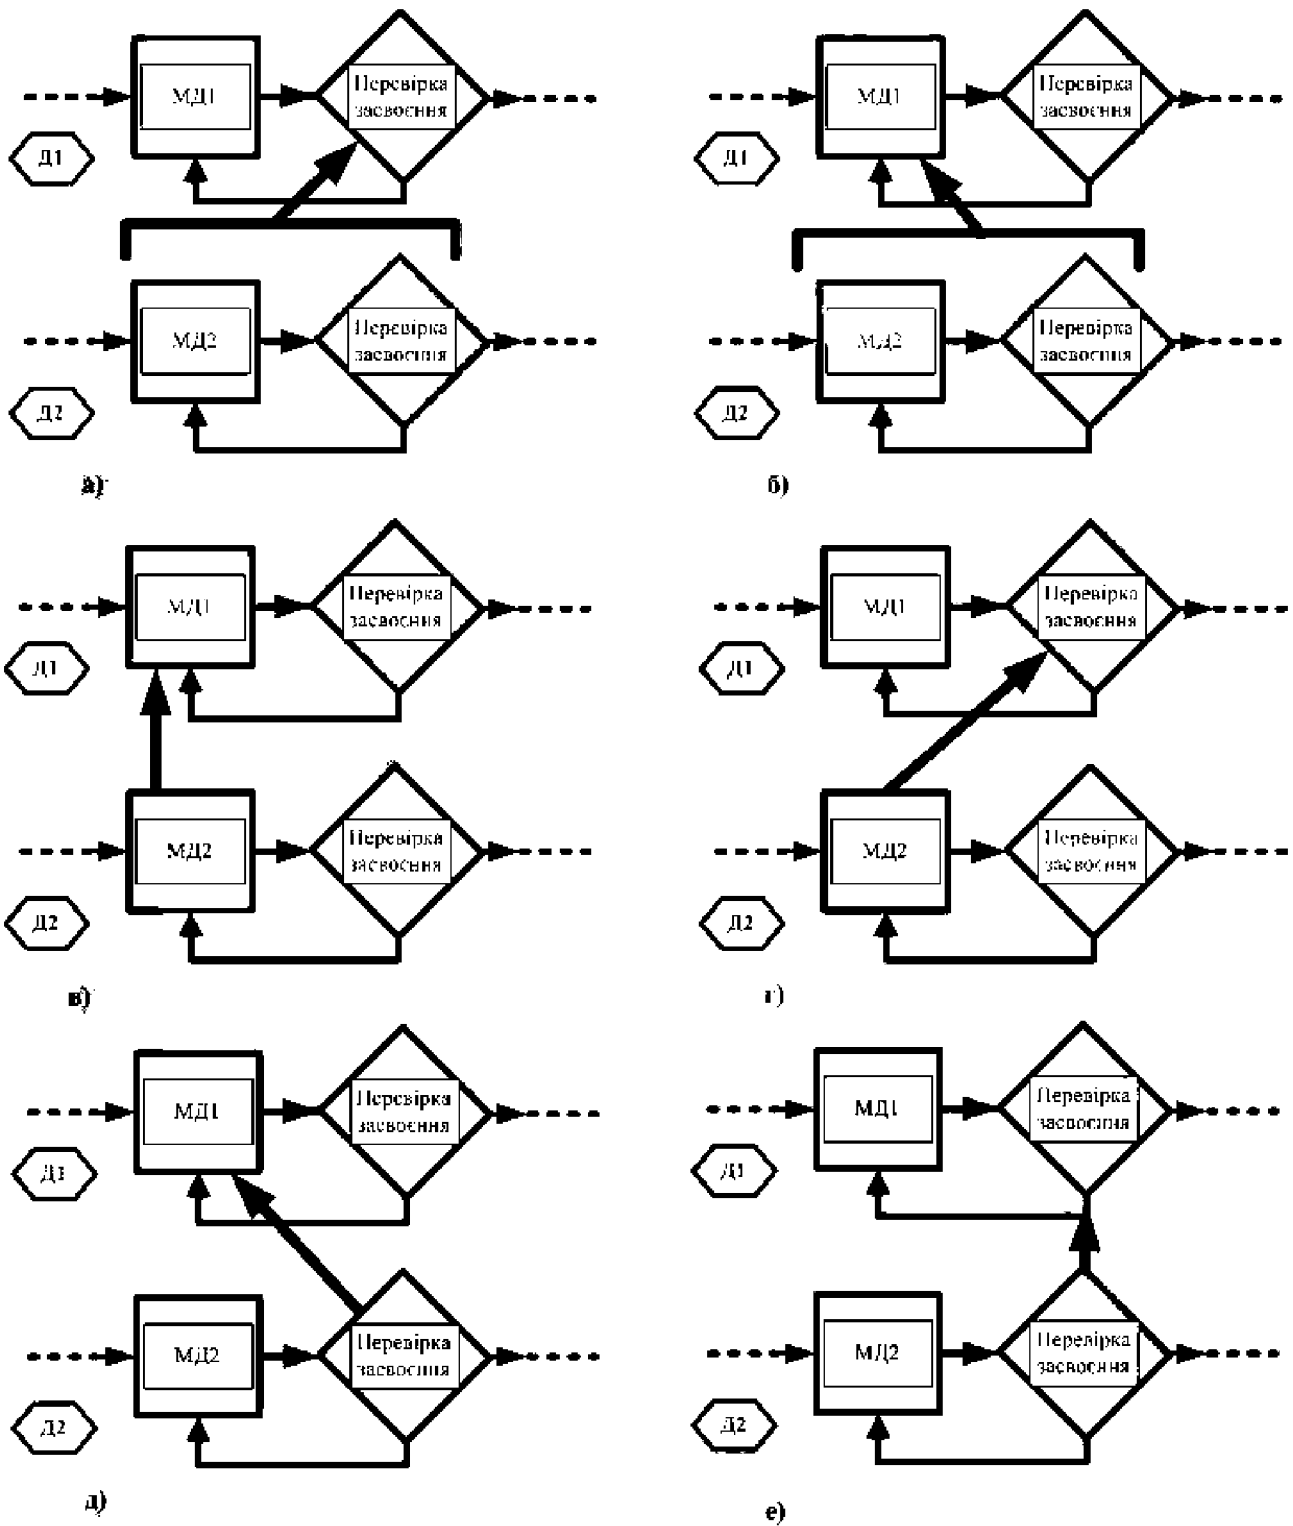 МД1
Перевірка
засвоєння
Д1
МД2
Перевірка
засвоєння
Д2
а)
МД1
Перевірка
засвоєння
Д1
МД2
Перевірка
засвоєння
Д2
б)
МД1
Перевірка
засвоєння
Д1
МД2
Перевірка
засвоєння
Д2
в)
МД1
Перевірка
засвоєння
Д1
МД2
Перевірка
засвоєння
Д2
г)
МД1
Перевірка
засвоєння
Д1
МД2
Перевірка
засвоєння
Д2
д)
МД1
Перевірка
засвоєння
Д1
МД2
Перевірка
засвоєння
Д2
е)